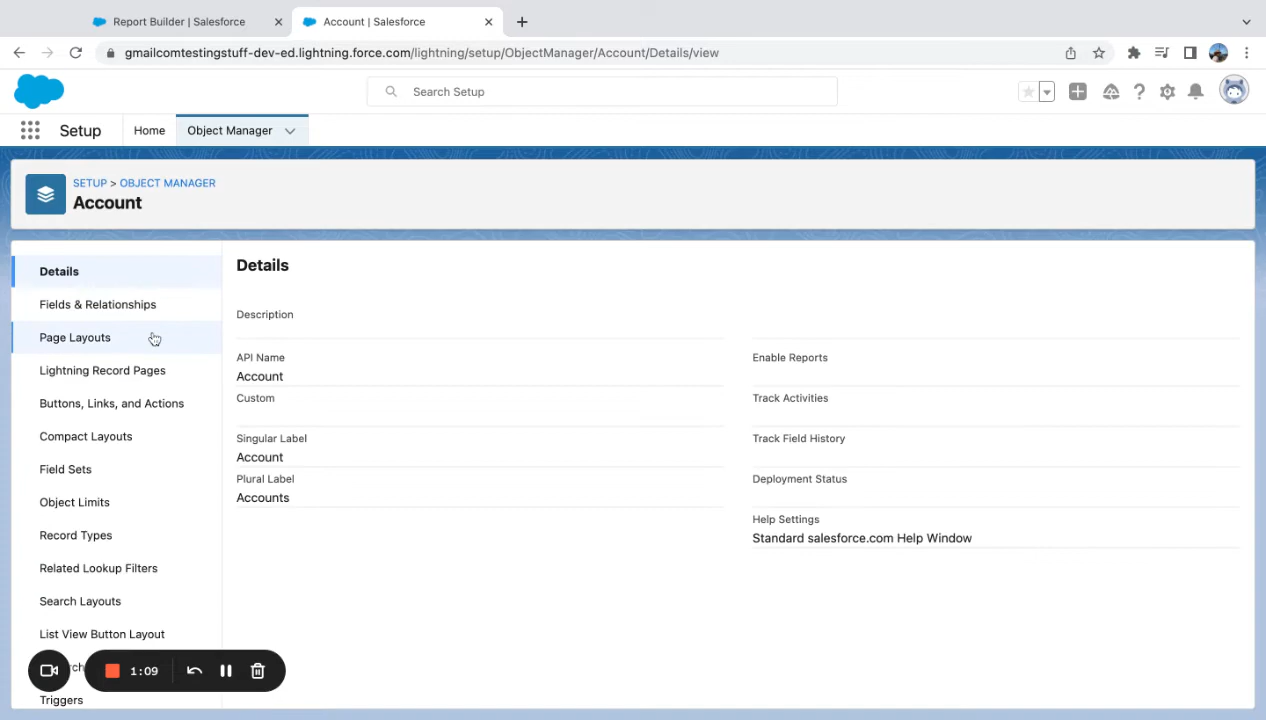 Report Builder | Salesforce
Account | Salesforce
gmailcomtestingstuff-dev-ed.lightning.force.com/lightning/setup/ObjectManager/Account/Details/view
Search Setup
Setup
Home
Object Manager
SETUP > OBJECT MANAGER
Account
Details
Fields & Relationships
Page Layouts
Lightning Record Pages
Buttons, Links, and Actions
Compact Layouts
Field Sets
Object Limits
Record Types
Related Lookup Filters
Search Layouts
List View Button Layout
Triggers
1:09
Details
Description
API Name
Account
Custom
Singular Label
Account
Plural Label
Accounts
Enable Reports
Track Activities
Track Field History
Deployment Status
Help Settings
Standard salesforce.com Help Window